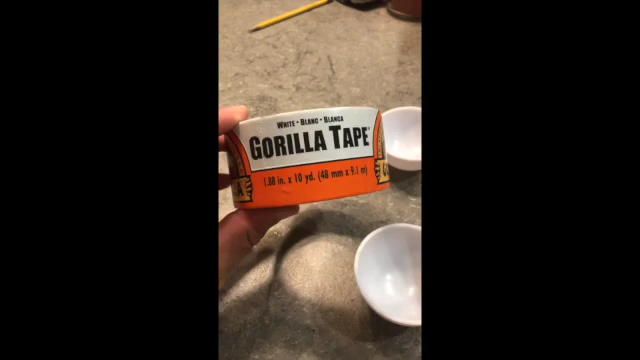 WHITE • BLANC • BLANCA
GORILLA TAPE®
1.88 in. x 10 yd. (48 mm x 9.1 m)